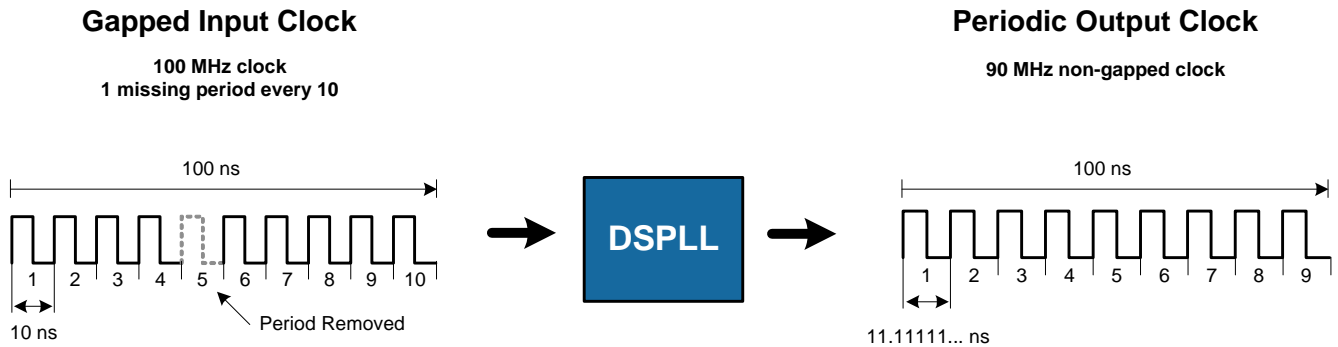 Gapped Input Clock
100 MHz clock
1 missing period every 10
100 ns
1 2 3 4 5 6 7 8 9 10
10 ns
Period Removed
DSPLL
Periodic Output Clock
90 MHz non-gapped clock
100 ns
1 2 3 4 5 6 7 8 9
11.11111... ns